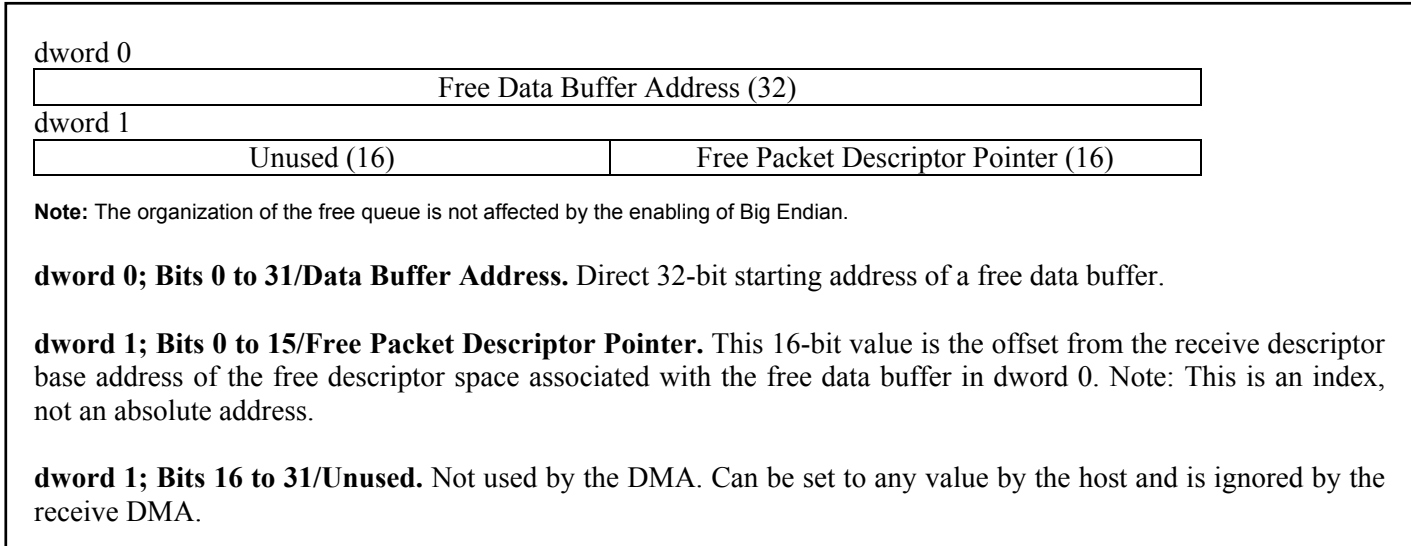 dword 0
Free Data Buffer Address (32)
dword 1
Unused (16) Free Packet Descriptor Pointer (16)
Note: The organization of the free queue is not affected by the enabling of Big Endian.
dword 0; Bits 0 to 31/Data Buffer Address. Direct 32-bit starting address of a free data buffer.
dword 1; Bits 0 to 15/Free Packet Descriptor Pointer. This 16-bit value is the offset from the receive descriptor
base address of the free descriptor space associated with the free data buffer in dword 0. Note: This is an index,
not an absolute address.
dword 1; Bits 16 to 31/Unused. Not used by the DMA. Can be set to any value by the host and is ignored by the
receive DMA.